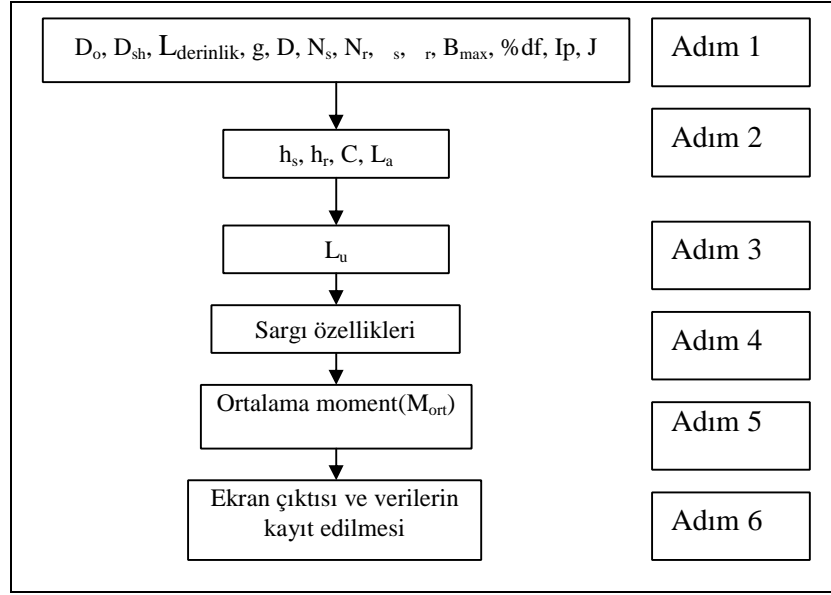 Do, Dsh, Lderinlik, g, D, Ns, Nr, s, r, Bmax, %df, Ip, J
Adım 1
hs, hr, C, La
Adım 2
Lu
Adım 3
Sargı özellikleri
Adım 4
Ortalama moment(Mort)
Adım 5
Ekran çıktısı ve verilerin
kayıt edilmesi
Adım 6